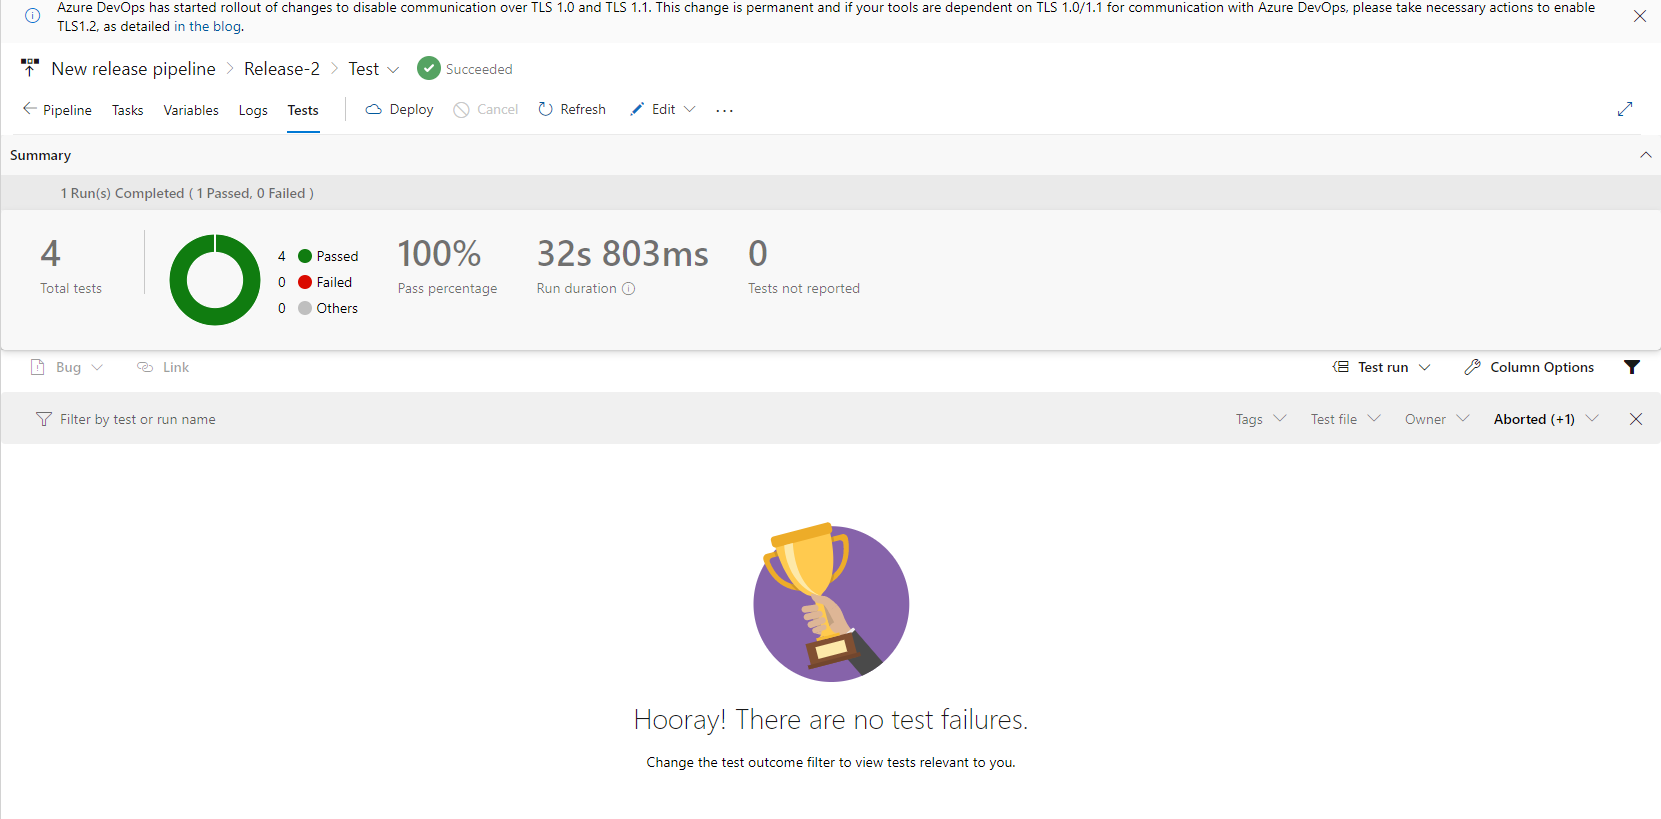 Azure DevOps has started rollout of changes to disable communication over TLS 1.0 and TLS 1.1. This change is permanent and if your tools are dependent on TLS 1.0/1.1 for communication with Azure DevOps, please take necessary actions to enable
TLS1.2, as detailed in the blog.
New release pipeline > Release-2 > Test Succeeded
Pipeline Tasks Variables Logs Tests Deploy Cancel Refresh Edit ...
Summary
1 Run(s) Completed ( 1 Passed, 0 Failed )
4
Total tests
4 Passed
0 Failed
0 Others
100%
Pass percentage
32s 803ms
Run duration
0
Tests not reported
Bug Link Test run Column Options
Filter by test or run name Tags Test file Owner Aborted (+1)
Hooray! There are no test failures.
Change the test outcome filter to view tests relevant to you.